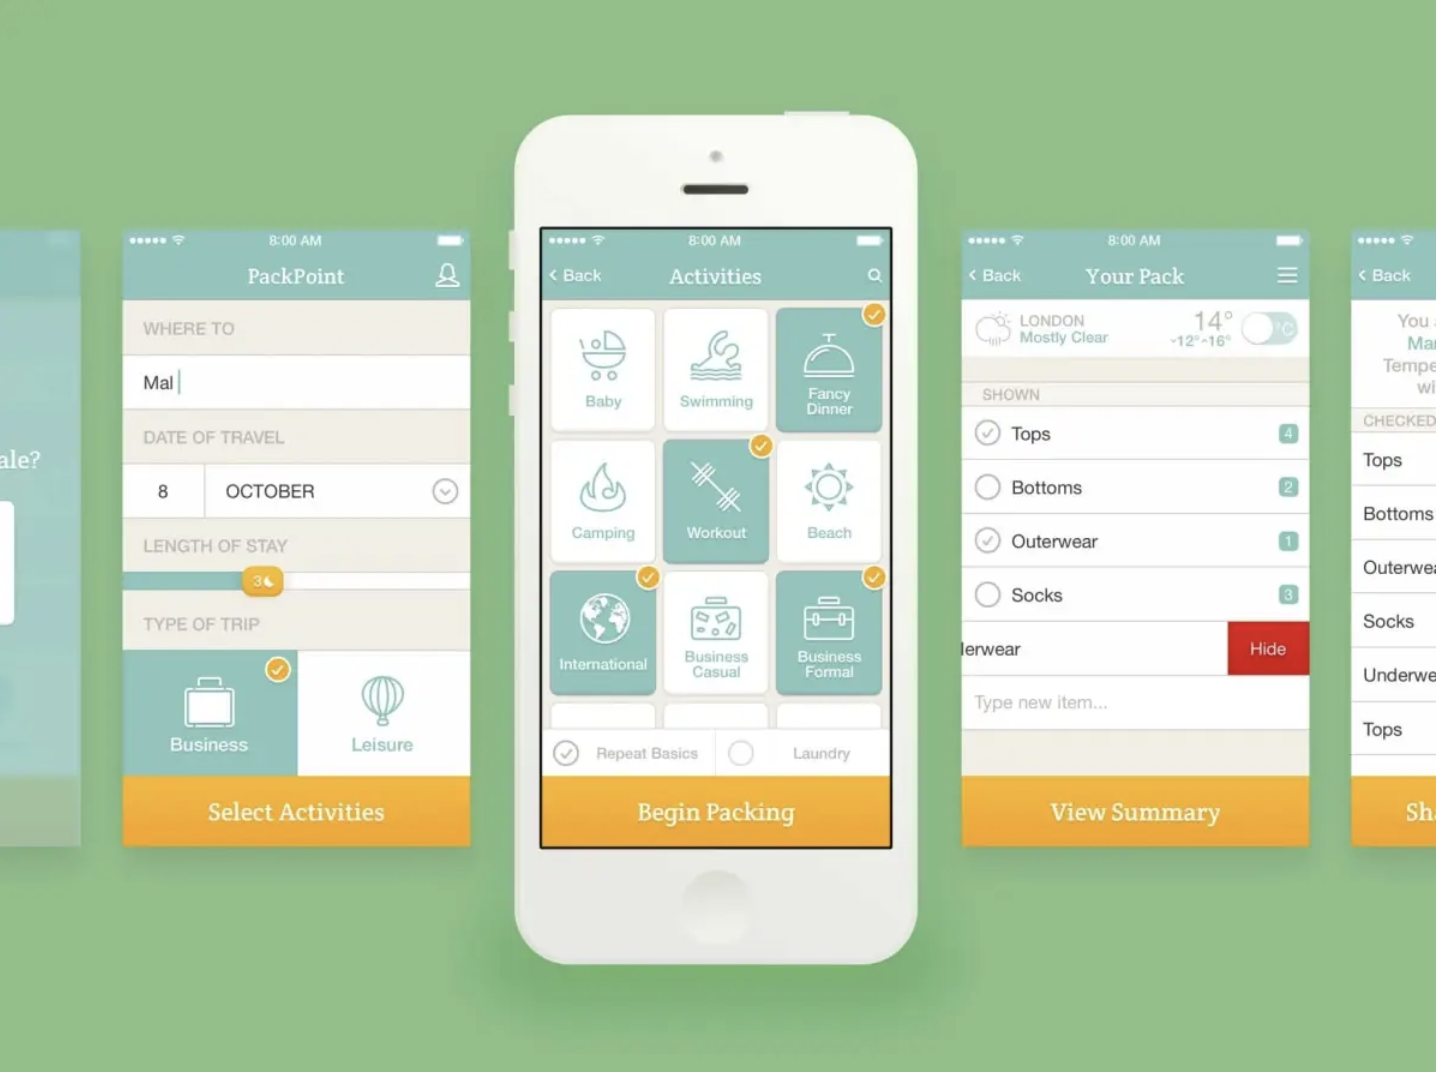 ale?
8:00 AM
PackPoint
WHERE TO
Mal
DATE OF TRAVEL
8 OCTOBER
LENGTH OF STAY
3
TYPE OF TRIP
Business Leisure
Select Activities
8:00 AM
Back Activities
Baby Swimming Fancy
Dinner
Camping Workout Beach
International Business
Casual Business
Formal
Repeat Basics Laundry
Begin Packing
8:00 AM
Back Your Pack
LONDON
Mostly Clear
14°
-12°-16°
°C
SHOWN
Tops 4
Bottoms 2
Outerwear 1
Socks 3
lerwear Hide
Type new item...
View Summary
Back
You
Mar
Tempe
wi
CHECKED
Tops
Bottoms
Outerwea
Socks
Underwe
Tops
Sh